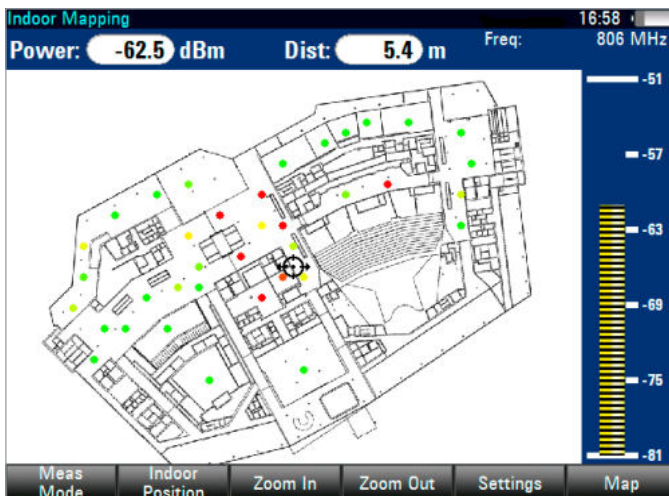 Indoor Mapping 16:58
Power: -62.5 dBm Dist: 5.4 m Freq: 806 MHz
-51
-57
-63
-69
-75
-81
Meas Mode Indoor Position Zoom In Zoom Out Settings Map